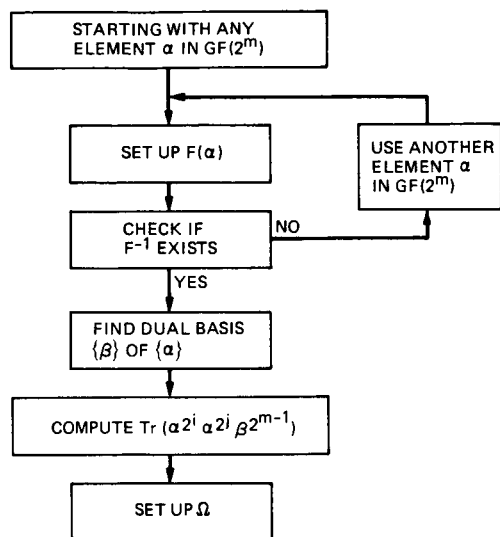 STARTING WITH ANY
ELEMENT α IN GF(2^m)
SET UP F(α)
USE ANOTHER
ELEMENT α
IN GF(2^m)
CHECK IF
F^-1 EXISTS
NO
YES
FIND DUAL BASIS
{β} OF {α}
COMPUTE Tr (α^2^i α^2^j β^2^m-1)
SET UP Ω